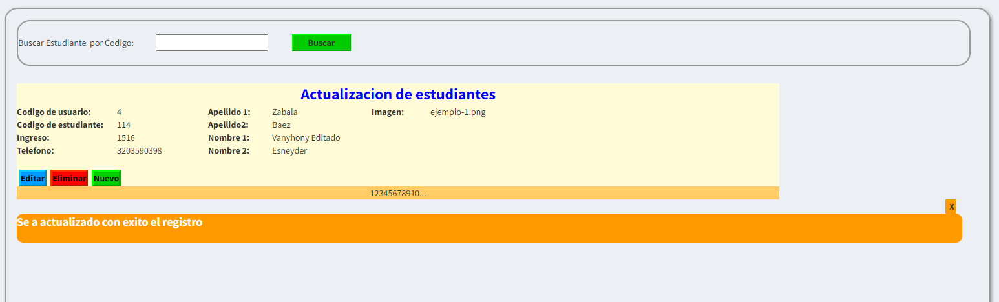 Buscar Estudiante por Codigo: Buscar
Actualizacion de estudiantes
Codigo de usuario: 4 Apellido 1: Zabala Imagen: ejemplo-1.png
Codigo de estudiante: 114 Apellido2: Baez
Ingreso: 1516 Nombre 1: Vanyhony Editado
Telefono: 3203590398 Nombre 2: Esneyder
Editar Eliminar Nuevo
12345678910...
X
Se a actualizado con exito el registro